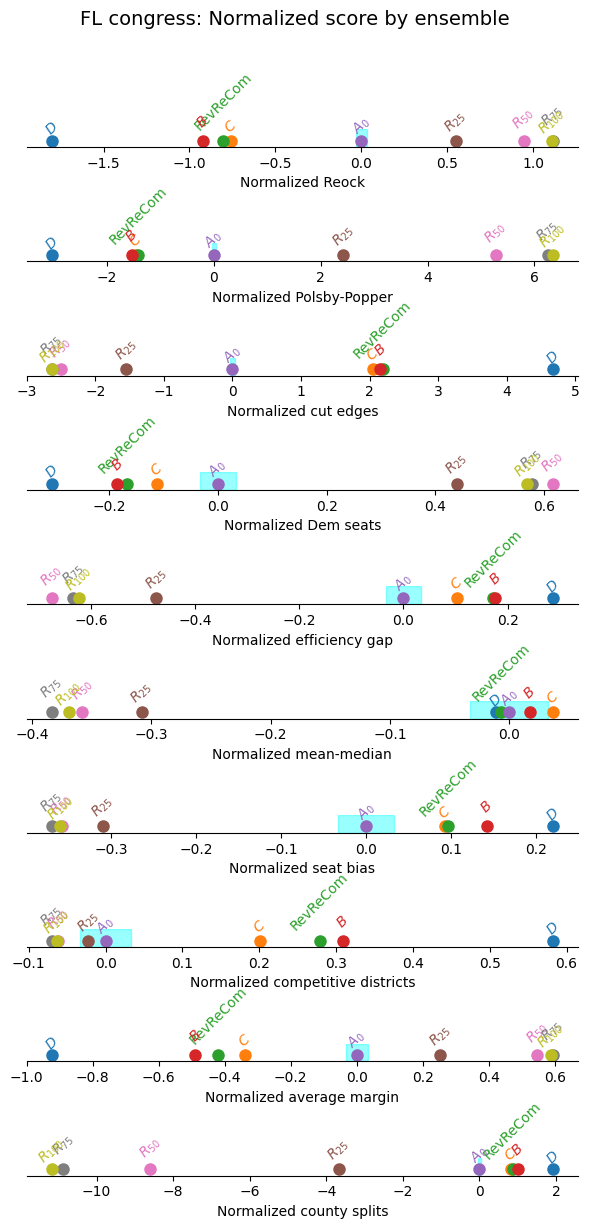 FL congress: Normalized score by ensemble
D B RevReCom C A0 R25 R50 R75 R100
−1.5 −1.0 −0.5 0.0 0.5 1.0
Normalized Reock
D B RevReCom C A0 R25 R50 R75 R100
−2 0 2 4 6
Normalized Polsby-Popper
R75 R100 R50 R25 A0 RevReCom C B D
−3 −2 −1 0 1 2 3 4 5
Normalized cut edges
D B RevReCom C A0 R25 R100 R75 R50
−0.2 0.0 0.2 0.4 0.6
Normalized Dem seats
R50 R75 R100 R25 A0 C RevReCom B D
−0.6 −0.4 −0.2 0.0 0.2
Normalized efficiency gap
R75 R100 R50 R25 D RevReCom A0 B C
−0.4 −0.3 −0.2 −0.1 0.0
Normalized mean-median
R75 R100 R50 R25 A0 C RevReCom B D
−0.3 −0.2 −0.1 0.0 0.1 0.2
Normalized seat bias
R75 R50 R100 R25 A0 C RevReCom B D
−0.1 0.0 0.1 0.2 0.3 0.4 0.5 0.6
Normalized competitive districts
D B RevReCom C A0 R25 R50 R100 R75
−1.0 −0.8 −0.6 −0.4 −0.2 0.0 0.2 0.4 0.6
Normalized average margin
R100 R75 R50 R25 A0 C RevReCom B D
−10 −8 −6 −4 −2 0 2
Normalized county splits